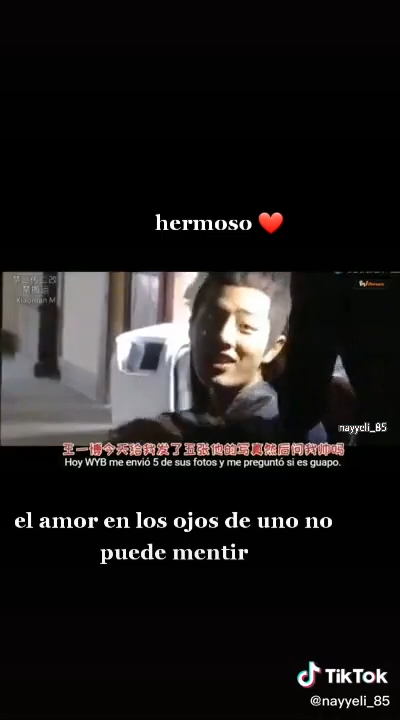 hermoso ❤️
Xiaoman M
nayyeli_85
王一博今天给我发了五张他的写真然后问我帅吗
Hoy WYB me envió 5 de sus fotos y me preguntó si es guapo.
el amor en los ojos de uno no
puede mentir
TikTok
@nayyeli_85